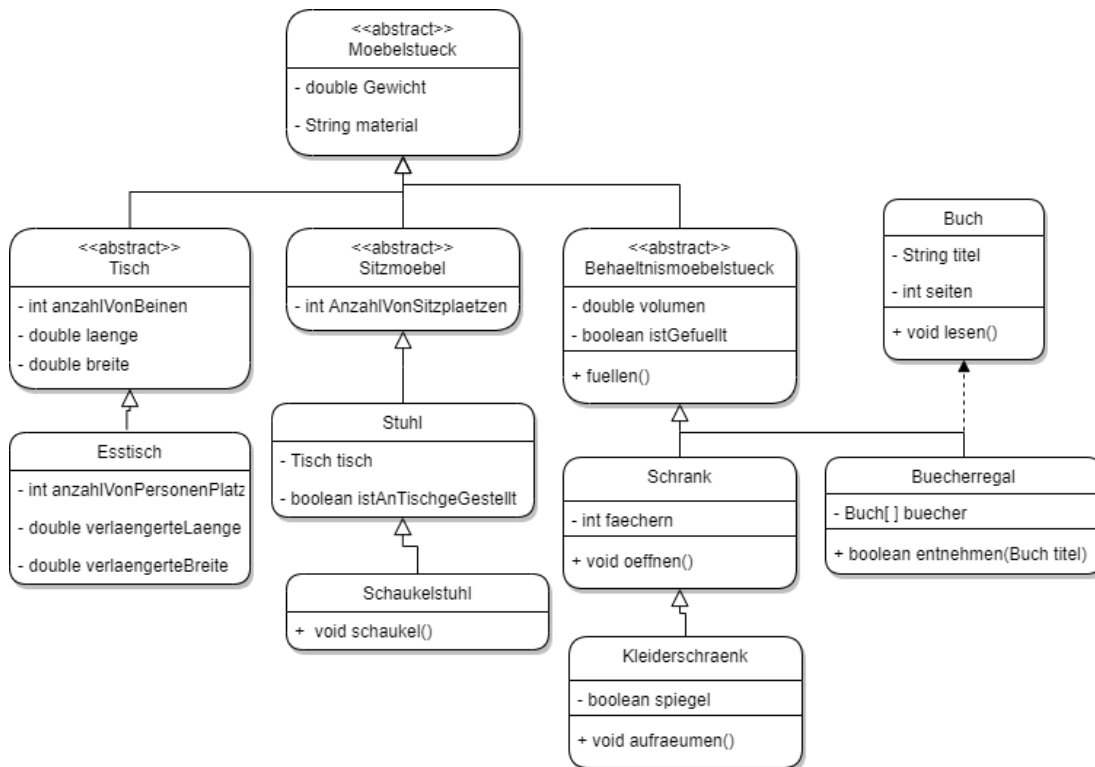 <<abstract>>
Moebelstueck
- double Gewicht
- String material
<<abstract>>
Tisch
- int anzahlVonBeinen
- double laenge
- double breite
<<abstract>>
Sitzmoebel
- int AnzahlVonSitzplaetzen
<<abstract>>
Behaeltnismoebelstueck
- double volumen
- boolean istGefuellt
+ fuellen()
Buch
- String titel
- int seiten
+ void lesen()
Esstisch
- int anzahlVonPersonenPlatz
- double verlaengerteLaenge
- double verlaengerteBreite
Stuhl
- Tisch tisch
- boolean istAnTischgeGestellt
Schrank
- int faechern
+ void oeffnen()
Buecherregal
- Buch[ ] buecher
+ boolean entnehmen(Buch titel)
Schaukelstuhl
+ void schaukel()
Kleiderschraenk
- boolean spiegel
+ void aufraeumen()